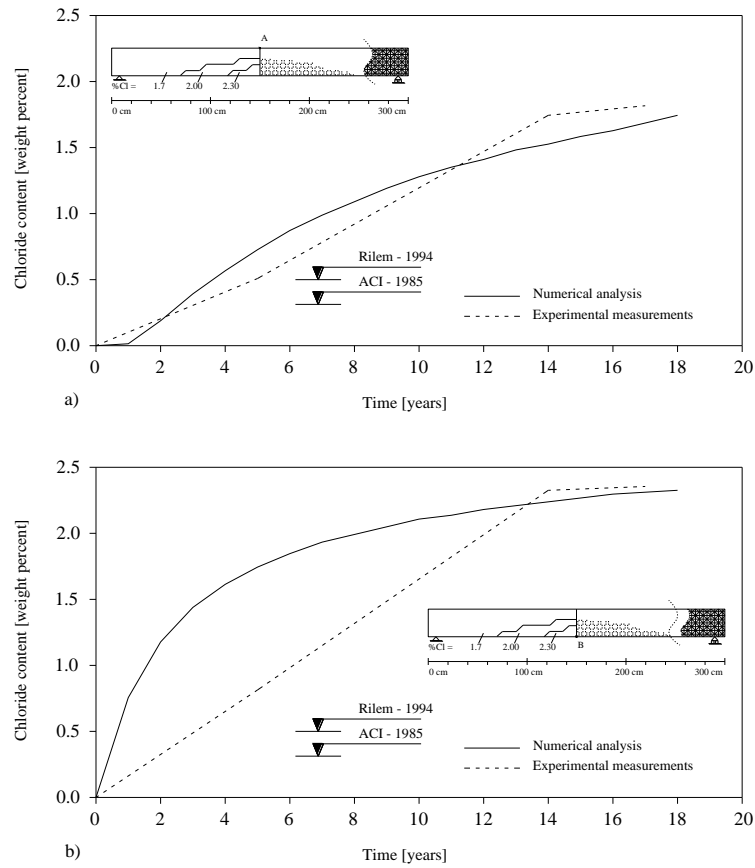 2.5
2.0
1.5
1.0
0.5
0.0
Chloride content [weight percent]
A
%Cl = 1.7 2.00 2.30
0 cm 100 cm 200 cm 300 cm
Rilem - 1994
ACI - 1985
Numerical analysis
Experimental measurements
0 2 4 6 8 10 12 14 16 18 20
Time [years]
a)
2.5
2.0
1.5
1.0
0.5
0.0
Chloride content [weight percent]
%Cl = 1.7 2.00 2.30
B
0 cm 100 cm 200 cm 300 cm
Rilem - 1994
ACI - 1985
Numerical analysis
Experimental measurements
0 2 4 6 8 10 12 14 16 18 20
Time [years]
b)